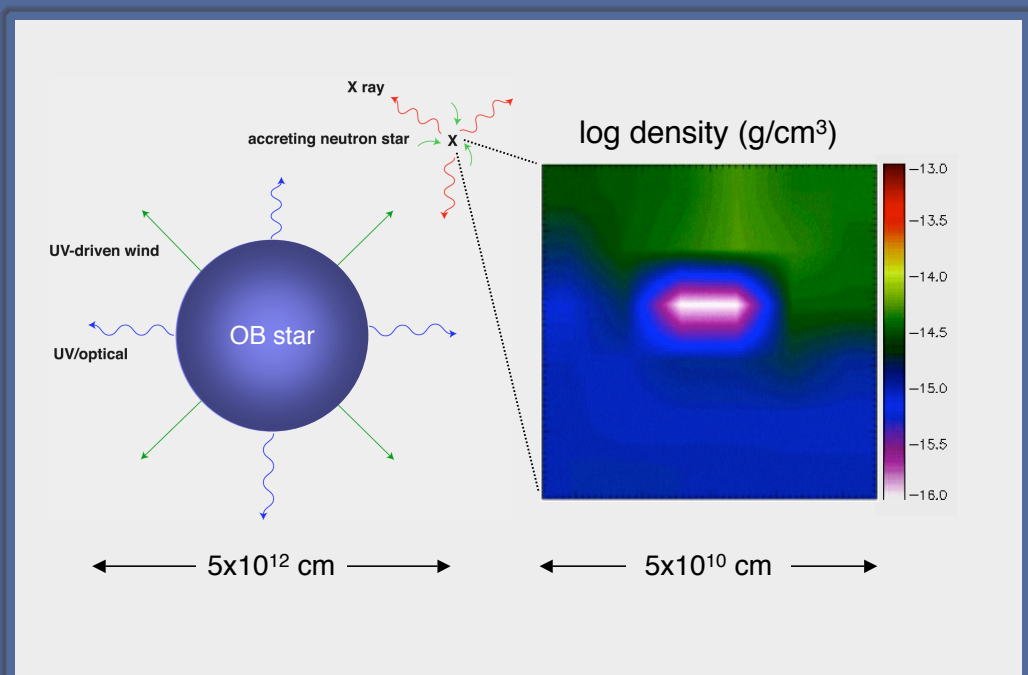 X ray
accreting neutron star
X
UV-driven wind
OB star
UV/optical
5x10¹² cm
log density (g/cm³)
−13.0
−13.5
−14.0
−14.5
−15.0
−15.5
−16.0
5x10¹⁰ cm